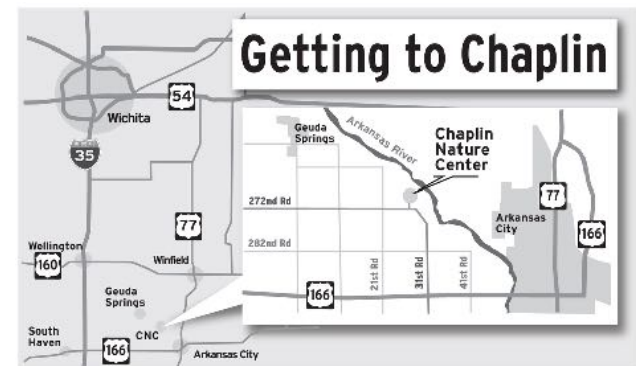 Getting to Chaplin
54
Wichita
35
77
Wellington
160
Winfield
Geuda
Springs
South
Haven
CNC
166
Arkansas City
Geuda
Springs
Arkansas River
Chaplin
Nature
Center
272nd Rd
282nd Rd
21st Rd
31st Rd
41st Rd
Arkansas
City
77
166
166